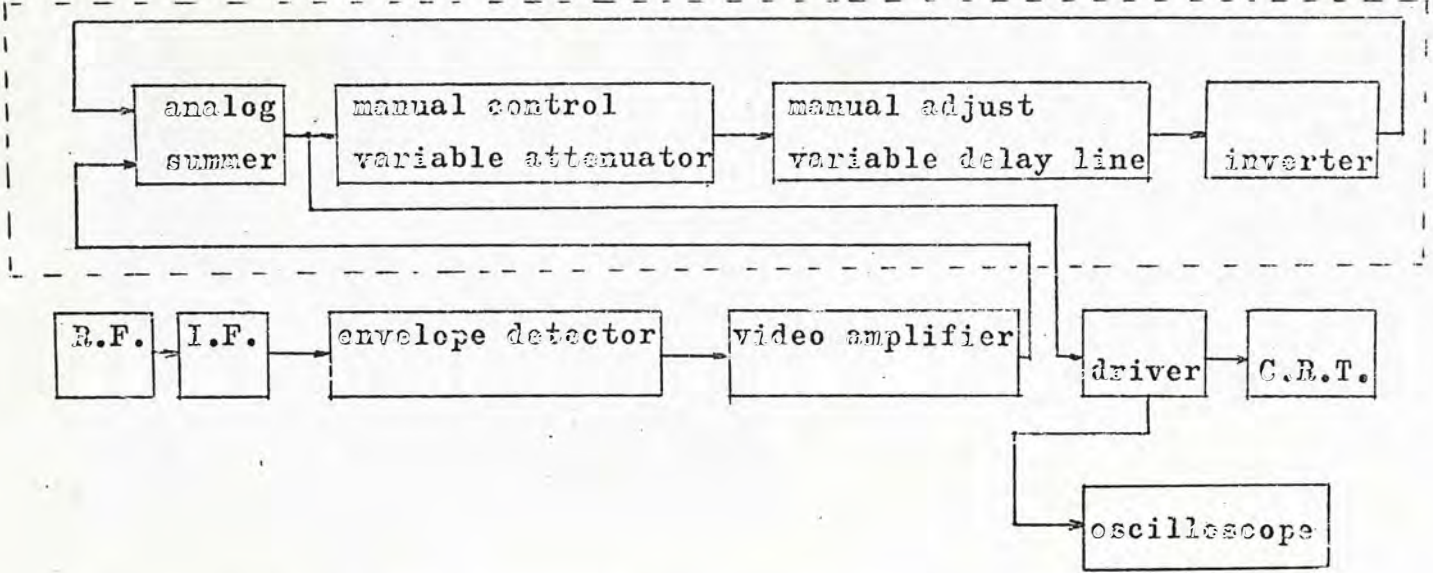 analog
summer
manual control
variable attenuator
manual adjust
variable delay line
inverter
R.F.
I.F.
envelope detector
video amplifier
driver
C.R.T.
oscilloscope